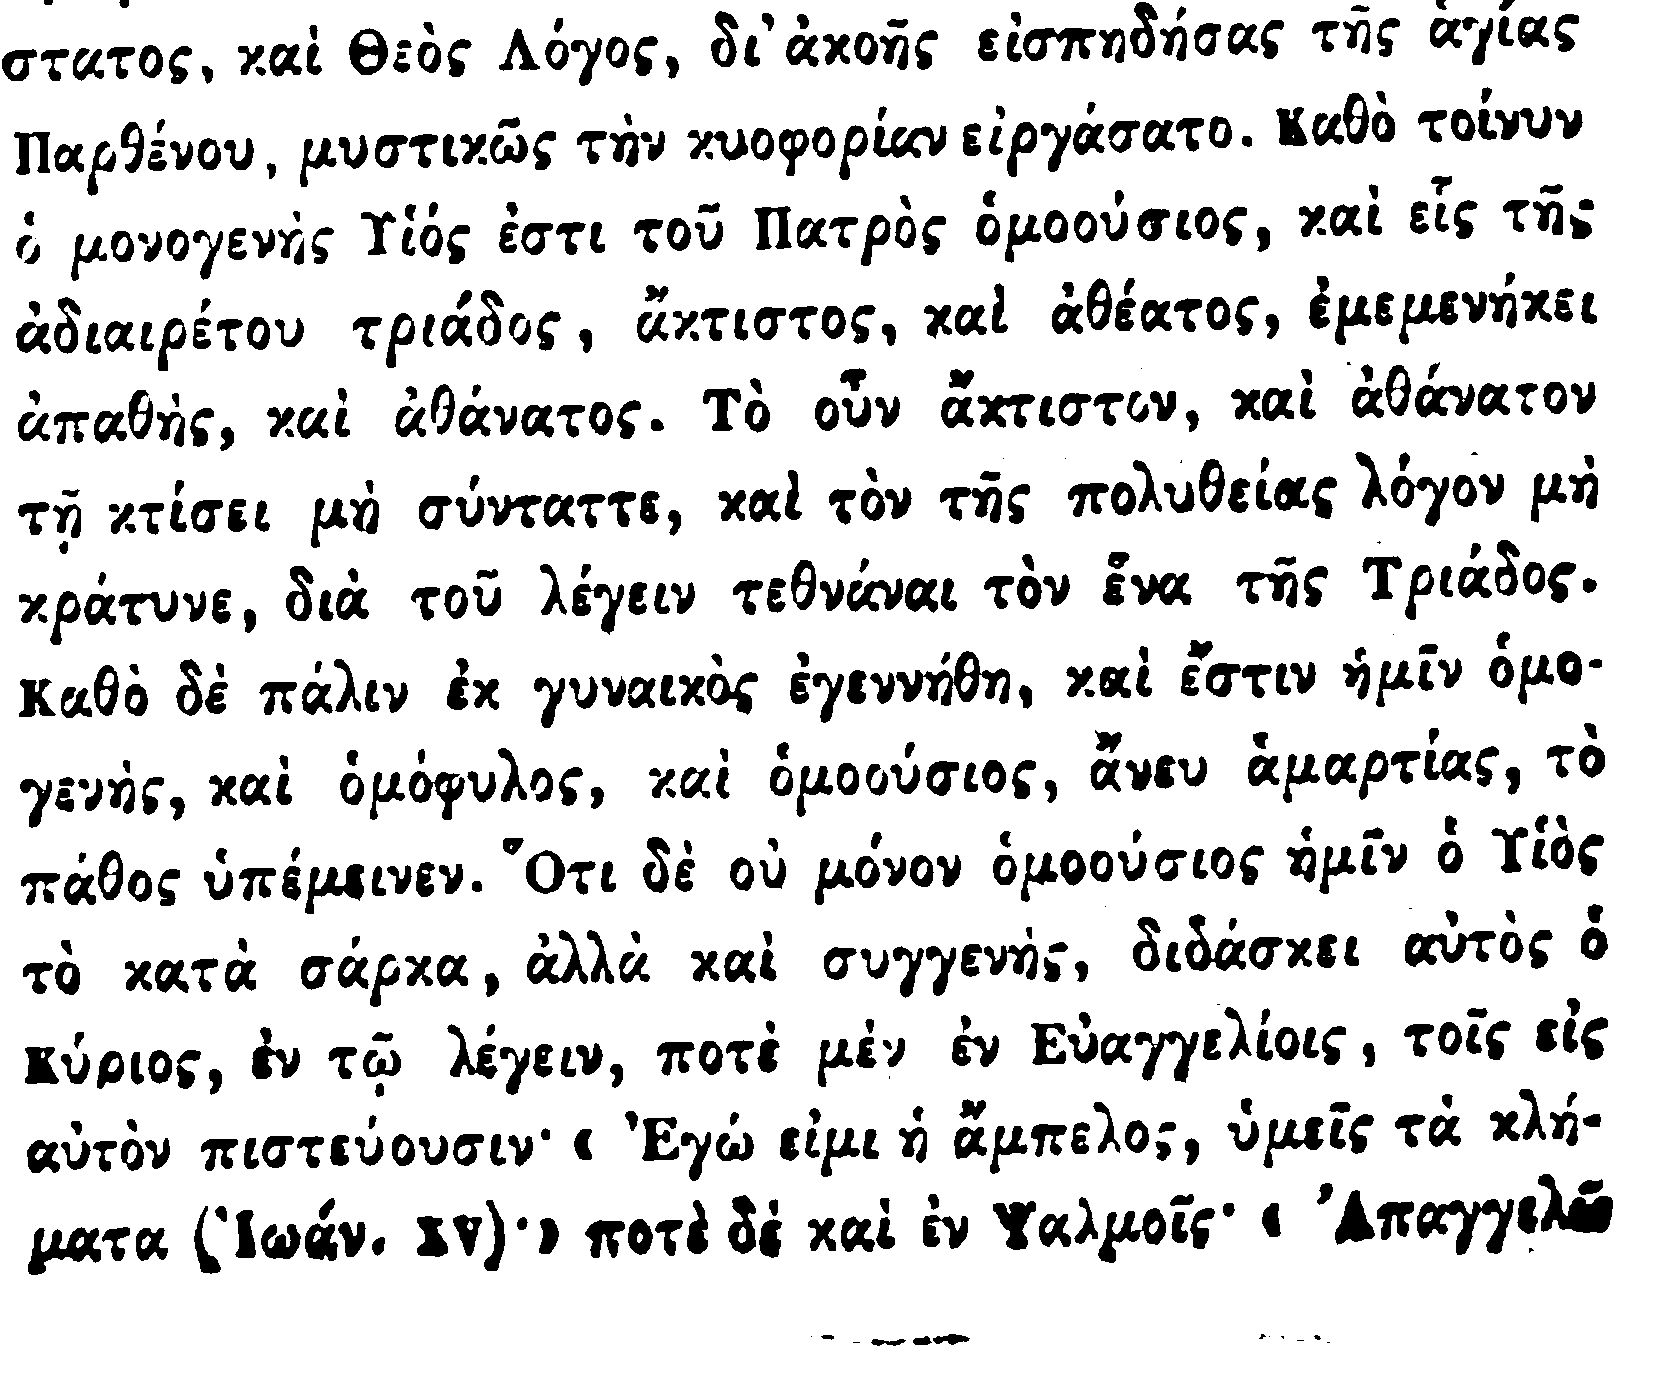 στατος, καὶ Θεὸς Λόγος, δι' ἀκοῆς εἰσπηδήσας τῆς ἁγίας
Παρθένου, μυστικῶς τὴν κυοφορίαν εἰργάσατο. Καθὸ τοίνυν
ὁ μονογενὴς Υἱός ἐστι τοῦ Πατρὸς ὁμοούσιος, καὶ εἷς τῆς
ἀδιαιρέτου τριάδος, ἄκτιστος, καὶ ἀθέατος, ἐμεμενήκει
ἀπαθὴς, καὶ ἀθάνατος. Τὸ οὖν ἄκτιστον, καὶ ἀθάνατον
τῇ κτίσει μὴ σύνταττε, καὶ τὸν τῆς πολυθείας λόγον μὴ
κράτυνε, διὰ τοῦ λέγειν τεθνάναι τὸν ἕνα τῆς Τριάδος.
Καθὸ δὲ πάλιν ἐκ γυναικὸς ἐγεννήθη, καὶ ἔστιν ἡμῖν ὁμο-
γενὴς, καὶ ὁμόφυλος, καὶ ὁμοούσιος, ἄνευ ἁμαρτίας, τὸ
πάθος ὑπέμεινεν. Ὅτι δὲ οὐ μόνον ὁμοούσιος ἡμῖν ὁ Υἱὸς
τὸ κατὰ σάρκα, ἀλλὰ καὶ συγγενὴς, διδάσκει αὐτὸς ὁ
Κύριος, ἐν τῷ λέγειν, ποτὲ μὲν ἐν Εὐαγγελίοις, τοῖς εἰς
αὐτὸν πιστεύουσιν· ‹ Ἐγώ εἰμι ἡ ἄμπελος, ὑμεῖς τὰ κλή-
ματα (Ἰωάν. XV)·› ποτὲ δὲ καὶ ἐν Ψαλμοῖς· ‹ Ἀπαγγελῶ